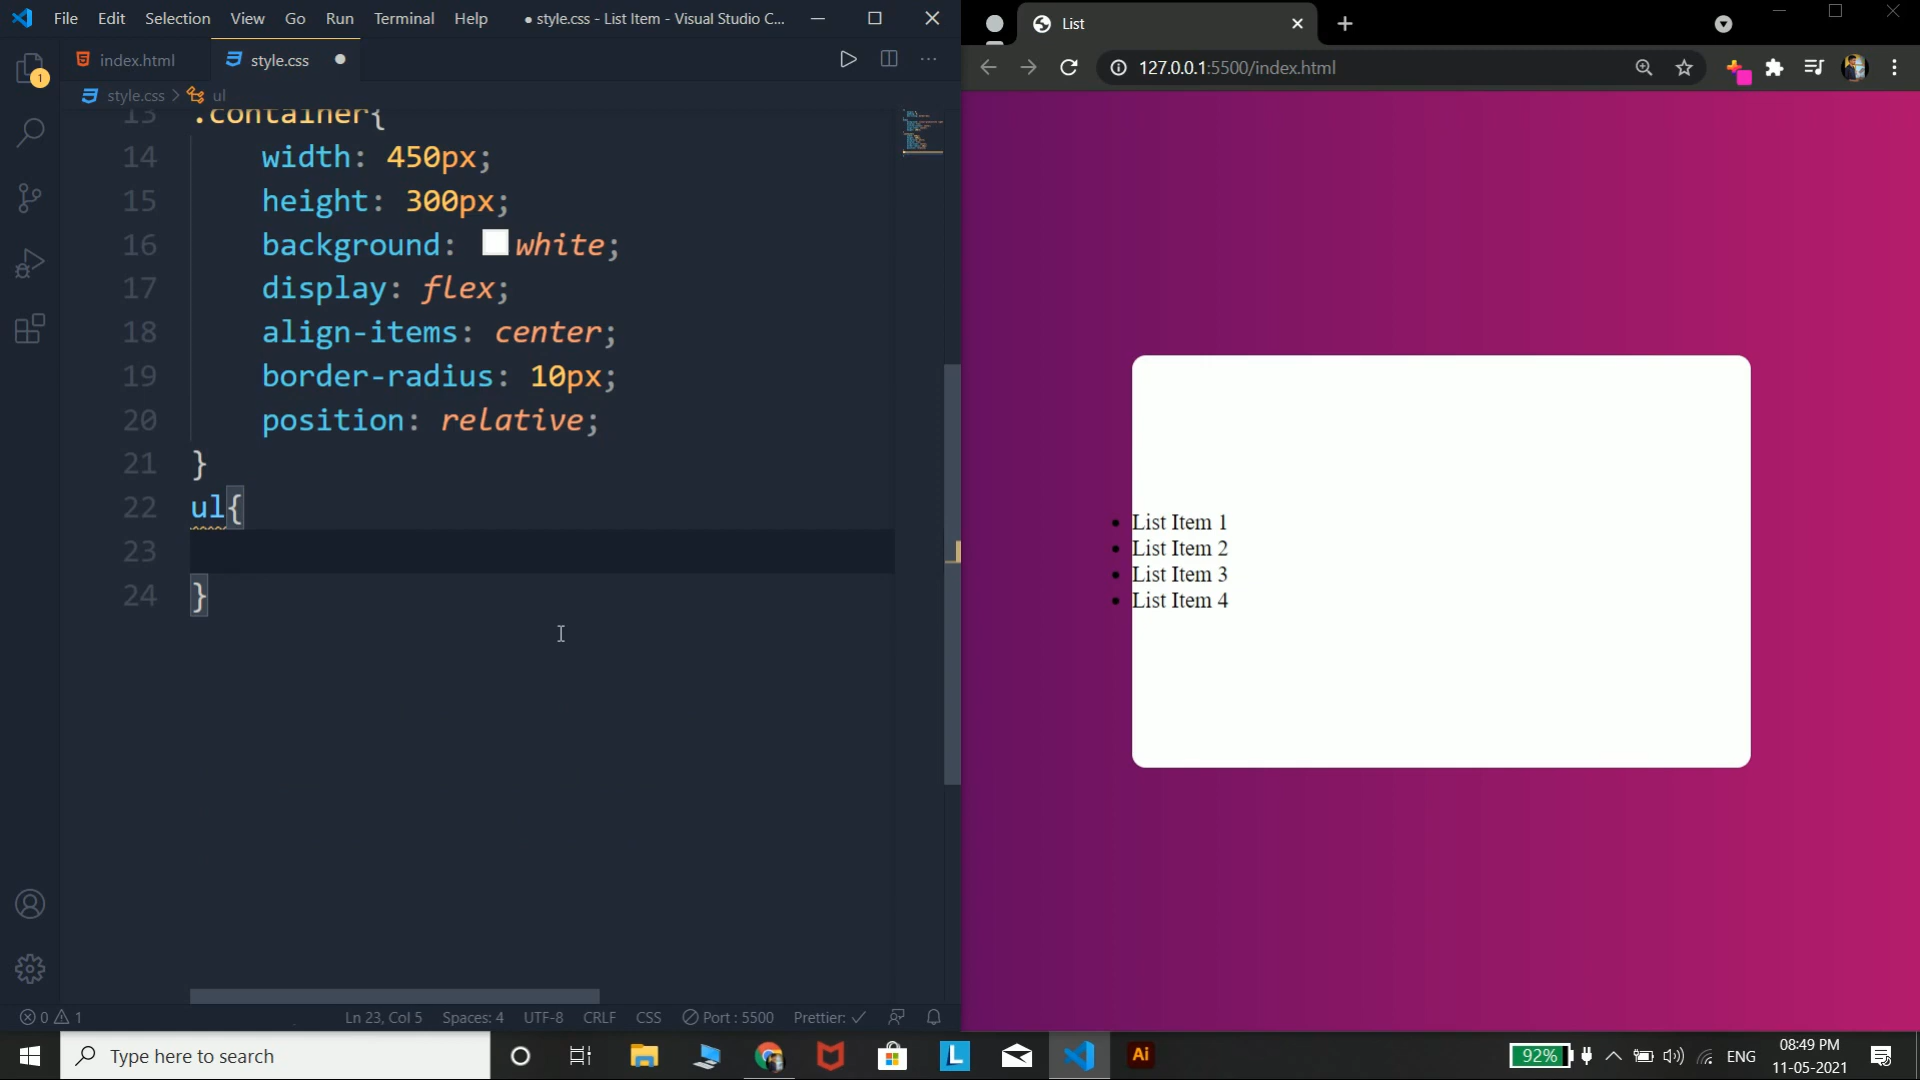 File Edit Selection View Go Run Terminal Help ● style.css - List Item - Visual Studio C...
index.html style.css
style.css > ul
13 .container{
14 width: 450px;
15 height: 300px;
16 background: white;
17 display: flex;
18 align-items: center;
19 border-radius: 10px;
20 position: relative;
21 }
22 ul{
23
24 }
1
0 1 Ln 23, Col 5 Spaces: 4 UTF-8 CRLF CSS Port : 5500 Prettier: ✓
List
127.0.0.1:5500/index.html
• List Item 1
• List Item 2
• List Item 3
• List Item 4
Type here to search
L
Ai
92%
ENG
08:49 PM
11-05-2021